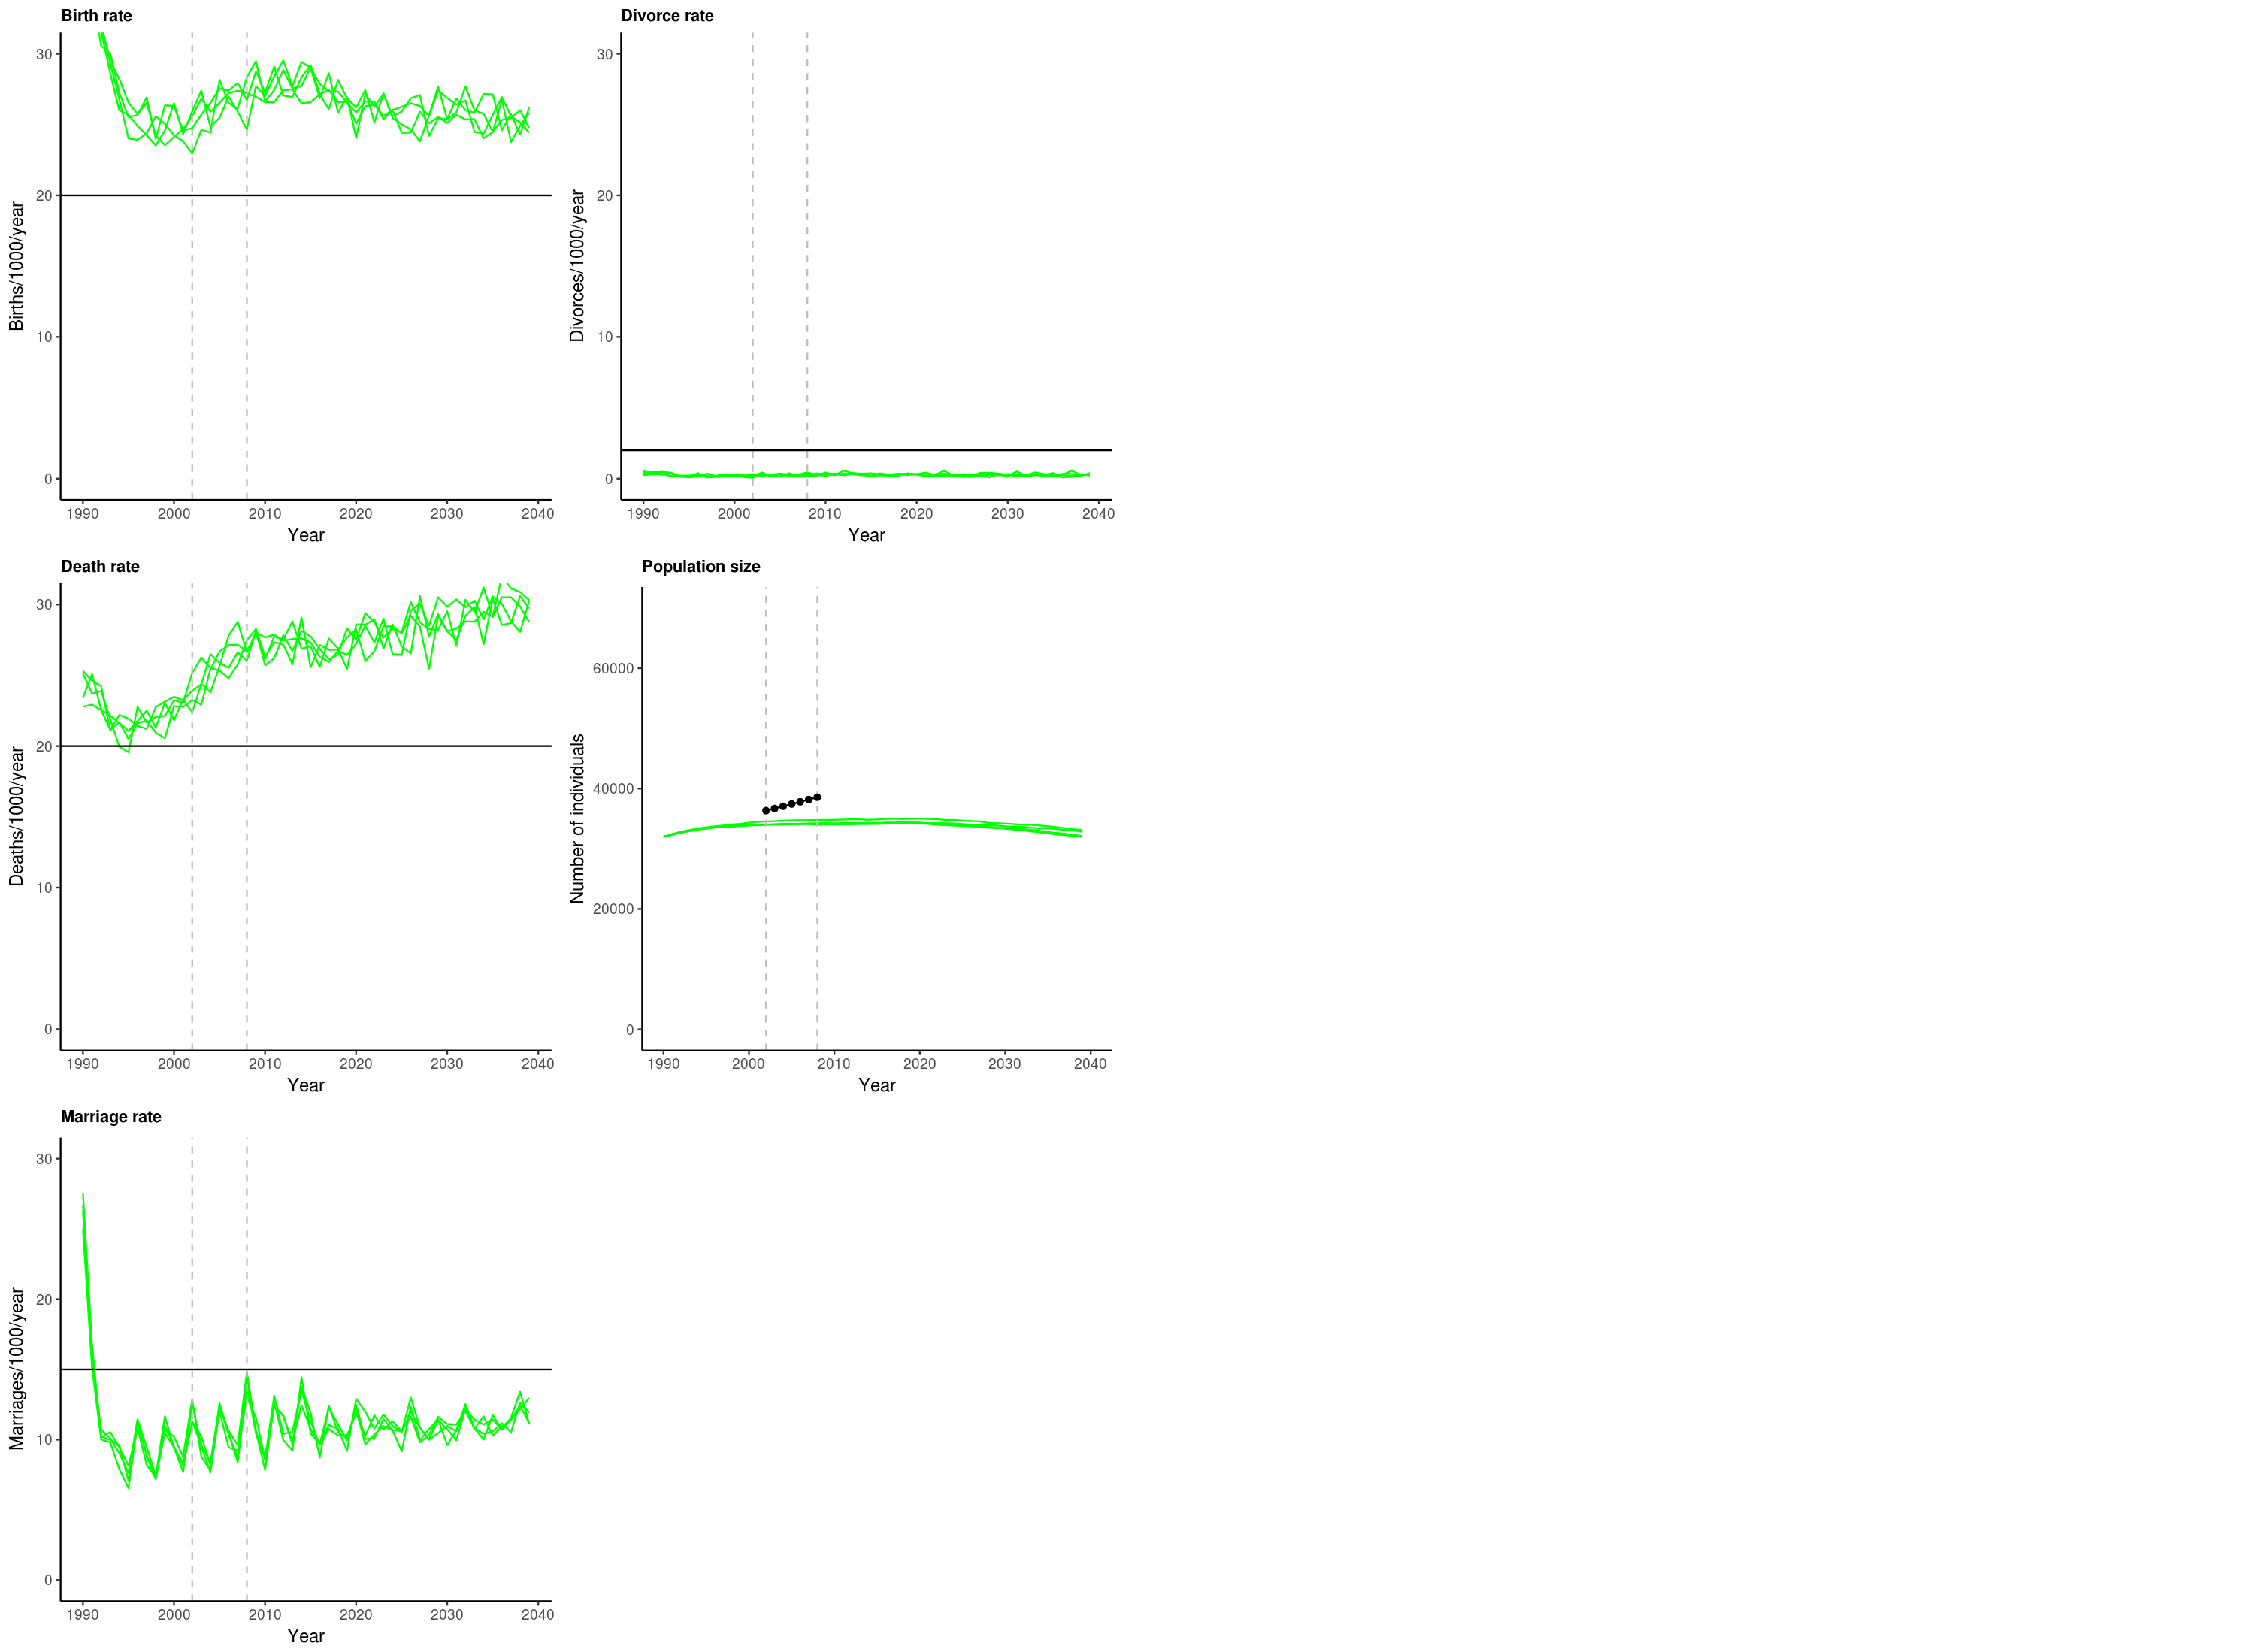 Birth rate
Births/1000/year
30
20
10
0
1990 2000 2010 2020 2030 2040
Year
Divorce rate
Divorces/1000/year
30
20
10
0
1990 2000 2010 2020 2030 2040
Year
Death rate
Deaths/1000/year
30
20
10
0
1990 2000 2010 2020 2030 2040
Year
Population size
Number of individuals
60000
40000
20000
0
1990 2000 2010 2020 2030 2040
Year
Marriage rate
Marriages/1000/year
30
20
10
0
1990 2000 2010 2020 2030 2040
Year